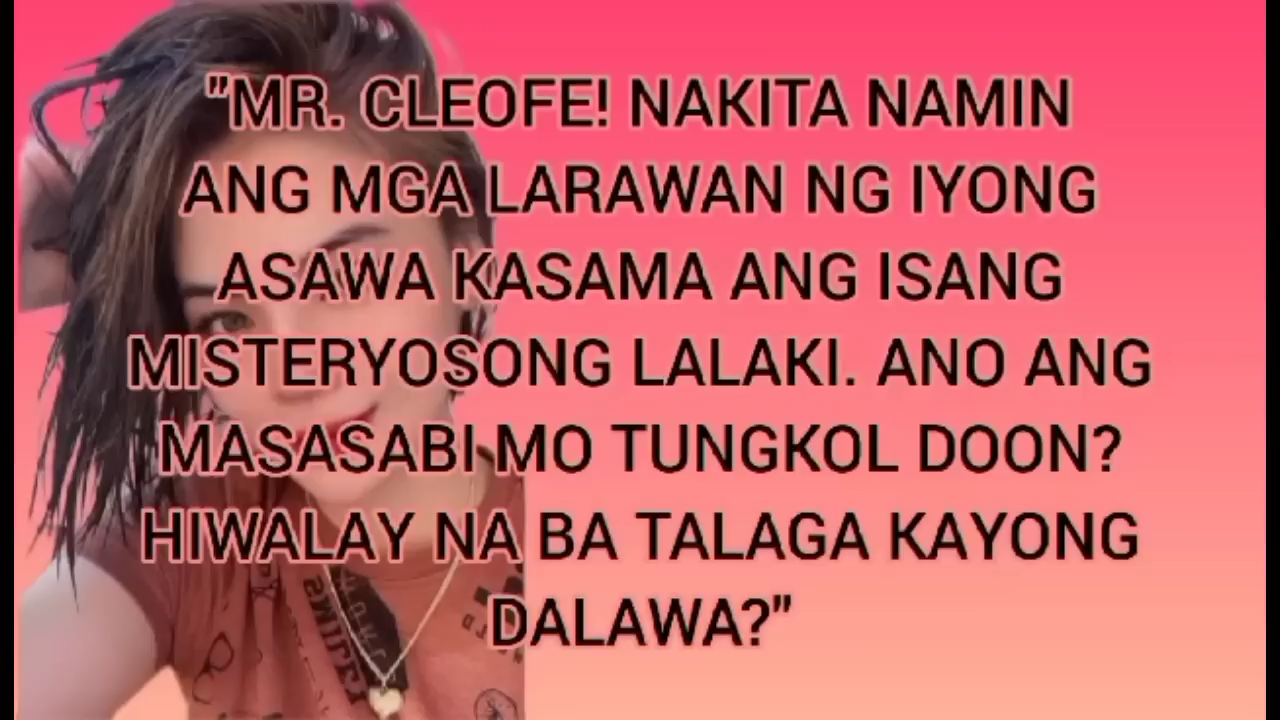 "MR. CLEOFE! NAKITA NAMIN
ANG MGA LARAWAN NG IYONG
ASAWA KASAMA ANG ISANG
MISTERYOSONG LALAKI. ANO ANG
MASASABI MO TUNGKOL DOON?
HIWALAY NA BA TALAGA KAYONG
DALAWA?"